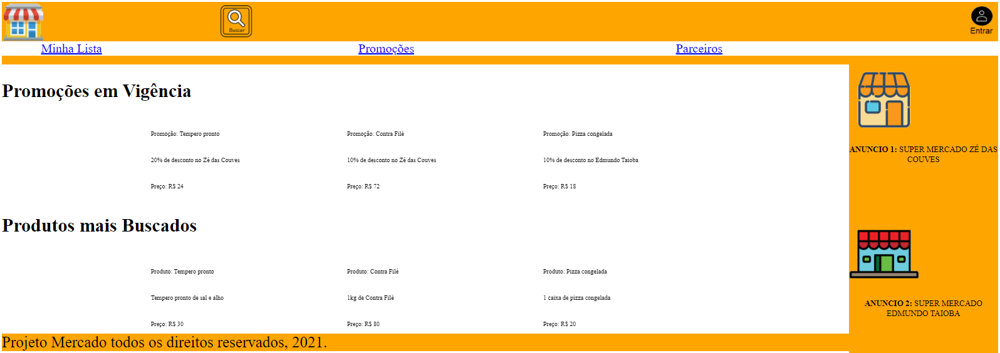 Buscar
Entrar
Minha Lista Promoções Parceiros
Promoções em Vigência
Promoção: Tempero pronto Promoção: Contra Filé Promoção: Pizza congelada
20% de desconto no Zé das Couves 10% de desconto no Zé das Couves 10% de desconto no Edmundo Taioba
Preço: R$ 24 Preço: R$ 72 Preço: R$ 18
Produtos mais Buscados
Produto: Tempero pronto Produto: Contra Filé Produto: Pizza congelada
Tempero pronto de sal e alho 1kg de Contra Filé 1 caixa de pizza congelada
Preço: R$ 30 Preço: R$ 80 Preço: R$ 20
ANUNCIO 1: SUPER MERCADO ZÉ DAS
COUVES
ANUNCIO 2: SUPER MERCADO
EDMUNDO TAIOBA
Projeto Mercado todos os direitos reservados, 2021.